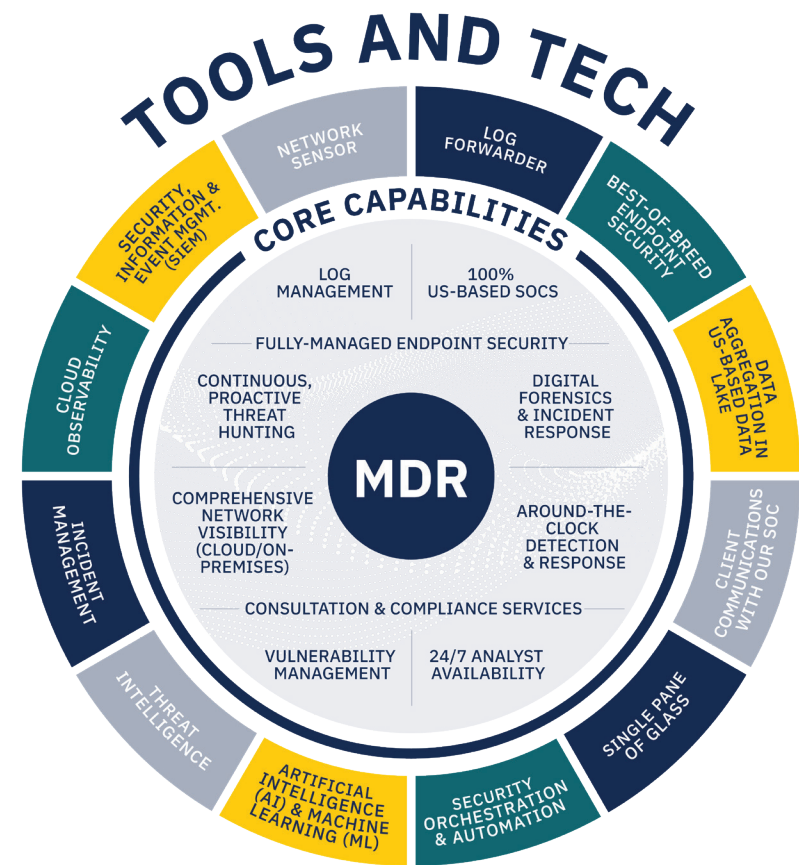 TOOLS AND TECH
NETWORK
SENSOR
LOG
FORWARDER
BEST-OF-BREED
ENDPOINT
SECURITY
DATA
AGGREGATION IN
US-BASED DATA
LAKE
CLIENT
COMMUNICATIONS
WITH OUR SOC
SINGLE PANE
OF GLASS
SECURITY
ORCHESTRATION
& AUTOMATION
ARTIFICIAL
INTELLIGENCE
(AI) & MACHINE
LEARNING (ML)
THREAT
INTELLIGENCE
INCIDENT
MANAGEMENT
CLOUD
OBSERVABILITY
SECURITY,
INFORMATION &
EVENT MGMT.
(SIEM)
CORE CAPABILITIES
LOG
MANAGEMENT
100%
US-BASED SOCS
FULLY-MANAGED ENDPOINT SECURITY
CONTINUOUS,
PROACTIVE
THREAT
HUNTING
DIGITAL
FORENSICS
& INCIDENT
RESPONSE
MDR
COMPREHENSIVE
NETWORK
VISIBILITY
(CLOUD/ON-
PREMISES)
AROUND-THE-
CLOCK
DETECTION
& RESPONSE
CONSULTATION & COMPLIANCE SERVICES
VULNERABILITY
MANAGEMENT
24/7 ANALYST
AVAILABILITY